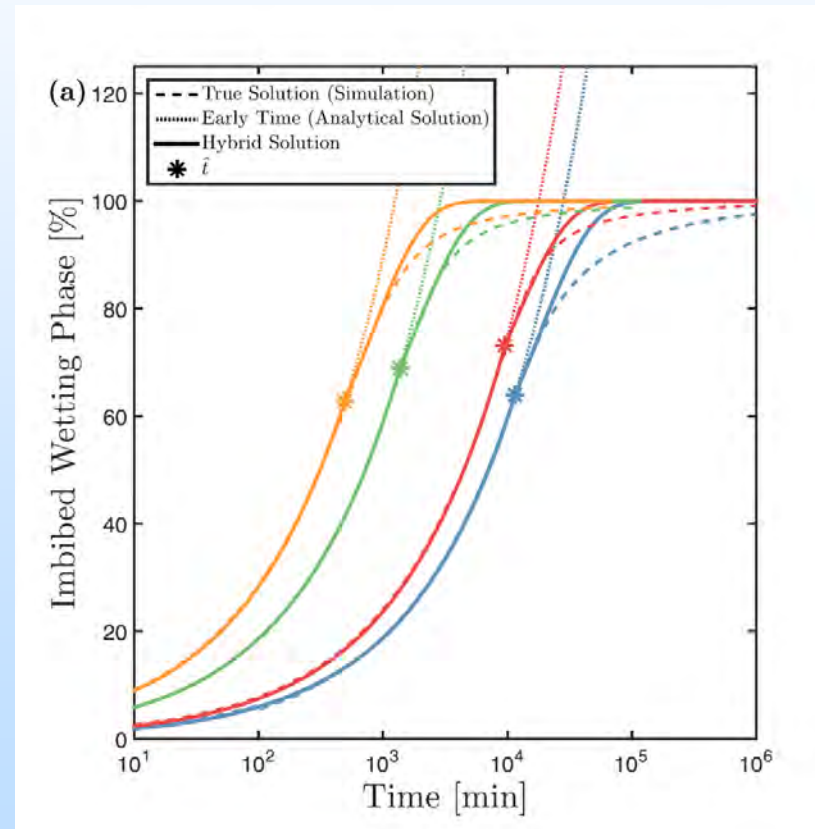 (a)
True Solution (Simulation)
Early Time (Analytical Solution)
Hybrid Solution
t̂
Imbibed Wetting Phase [%]
120
100
80
60
40
20
0
10¹ 10² 10³ 10⁴ 10⁵ 10⁶
Time [min]